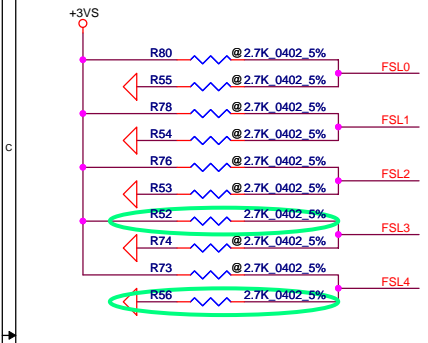 +3VS
R80 @ 2.7K_0402_5%
FSL0
R55 @ 2.7K_0402_5%
R78 @ 2.7K_0402_5%
FSL1
R54 @ 2.7K_0402_5%
C
R76 @ 2.7K_0402_5%
FSL2
R53 @ 2.7K_0402_5%
R52 2.7K_0402_5%
FSL3
R74 @ 2.7K_0402_5%
R73 @ 2.7K_0402_5%
FSL4
R56 2.7K_0402_5%